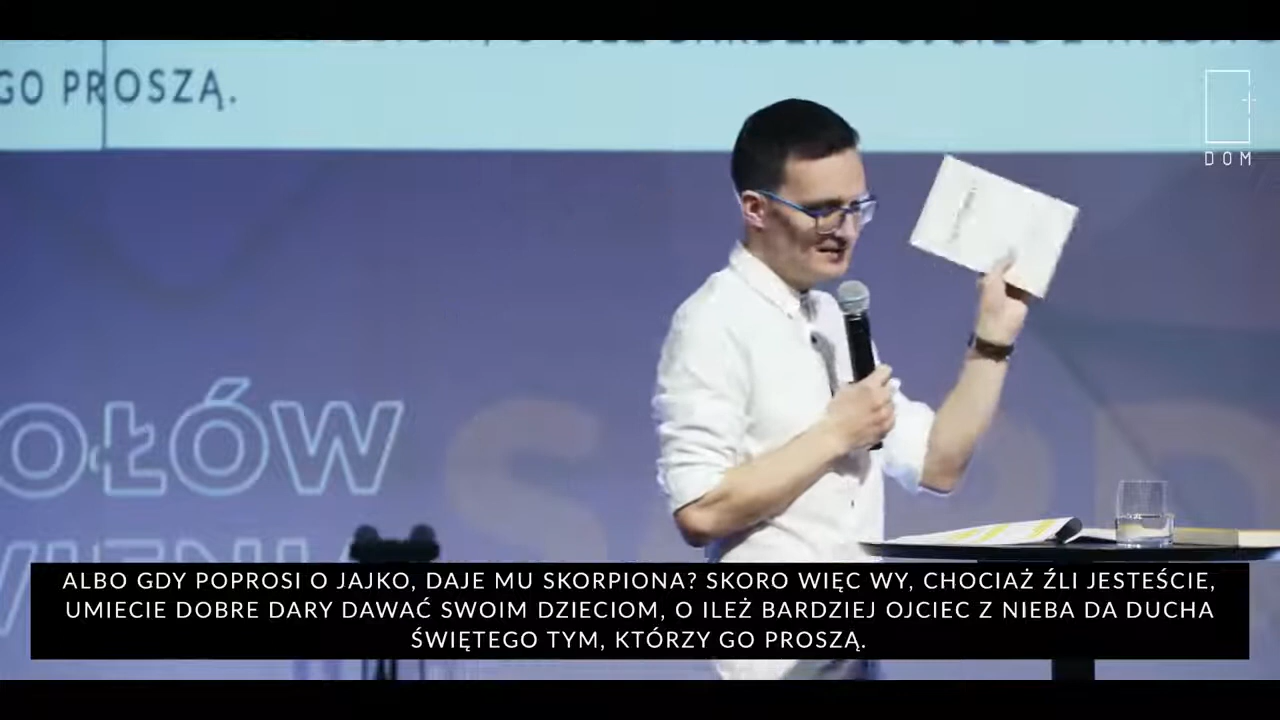 GO PROSZĄ.
DOM
OŁÓW
ALBO GDY POPROSI O JAJKO, DAJE MU SKORPIONA? SKORO WIĘC WY, CHOCIAŻ ŹLI JESTEŚCIE,
UMIECIE DOBRE DARY DAWAĆ SWOIM DZIECIOM, O ILEŻ BARDZIEJ OJCIEC Z NIEBA DA DUCHA
ŚWIĘTEGO TYM, KTÓRZY GO PROSZĄ.